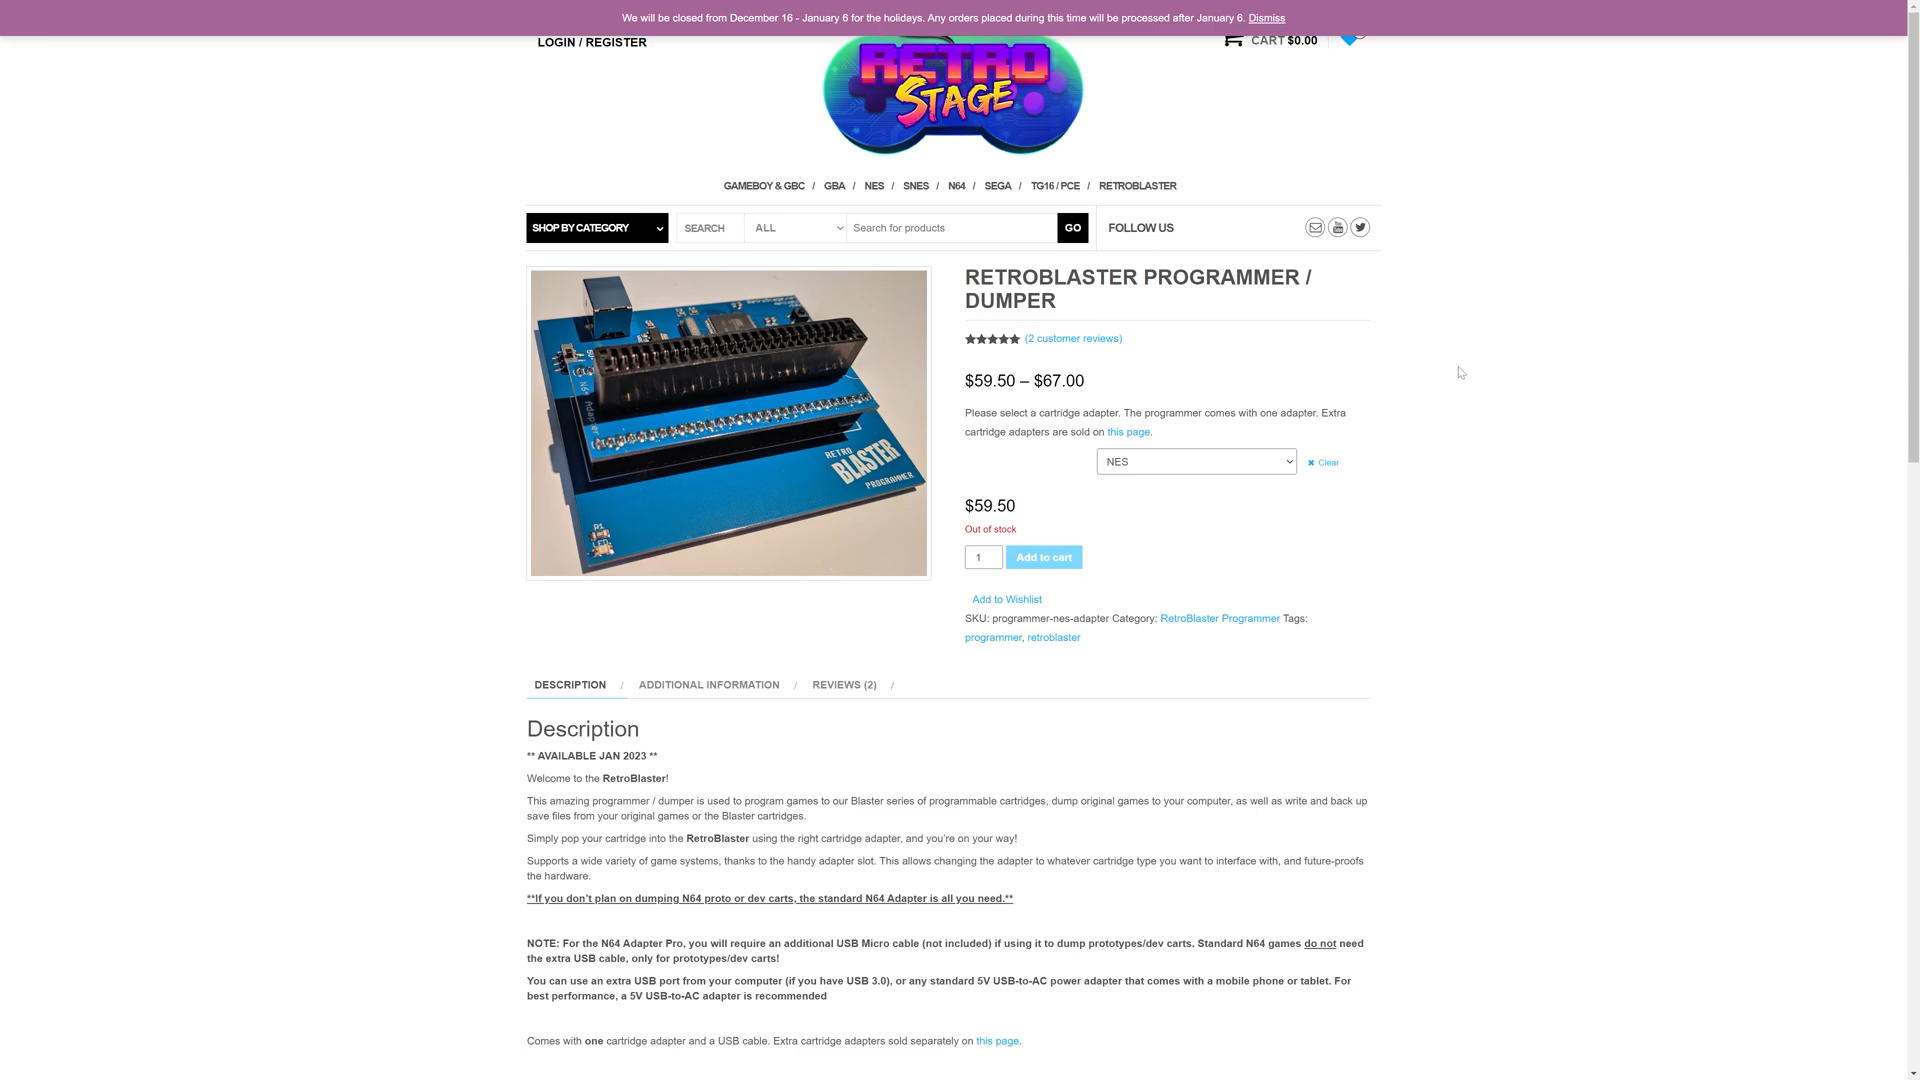 We will be closed from December 16 - January 6 for the holidays. Any orders placed during this time will be processed after January 6. Dismiss
LOGIN / REGISTER
CART $0.00
RETRO
STAGE
GAMEBOY & GBC / GBA / NES / SNES / N64 / SEGA / TG16 / PCE / RETROBLASTER
SHOP BY CATEGORY
SEARCH
ALL
Search for products
GO
FOLLOW US
RETRO
BLASTER
PROGRAMMER
N64 Adapter
R1
LED
RETROBLASTER PROGRAMMER /
DUMPER
(2 customer reviews)
$59.50 – $67.00
Please select a cartridge adapter. The programmer comes with one adapter. Extra
cartridge adapters are sold on this page.
NES
Clear
$59.50
Out of stock
1
Add to cart
Add to Wishlist
SKU: programmer-nes-adapter Category: RetroBlaster Programmer Tags:
programmer, retroblaster
DESCRIPTION / ADDITIONAL INFORMATION / REVIEWS (2) /
Description
** AVAILABLE JAN 2023 **
Welcome to the RetroBlaster!
This amazing programmer / dumper is used to program games to our Blaster series of programmable cartridges, dump original games to your computer, as well as write and back up
save files from your original games or the Blaster cartridges.
Simply pop your cartridge into the RetroBlaster using the right cartridge adapter, and you're on your way!
Supports a wide variety of game systems, thanks to the handy adapter slot. This allows changing the adapter to whatever cartridge type you want to interface with, and future-proofs
the hardware.
**If you don't plan on dumping N64 proto or dev carts, the standard N64 Adapter is all you need.**
NOTE: For the N64 Adapter Pro, you will require an additional USB Micro cable (not included) if using it to dump prototypes/dev carts. Standard N64 games do not need
the extra USB cable, only for prototypes/dev carts!
You can use an extra USB port from your computer (if you have USB 3.0), or any standard 5V USB-to-AC power adapter that comes with a mobile phone or tablet. For
best performance, a 5V USB-to-AC adapter is recommended
Comes with one cartridge adapter and a USB cable. Extra cartridge adapters sold separately on this page.